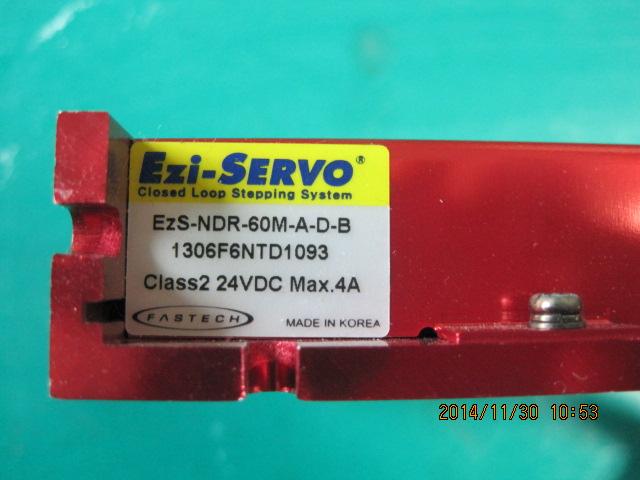 Ezi-SERVO®
Closed Loop Stepping System
EzS-NDR-60M-A-D-B
1306F6NTD1093
Class2 24VDC Max.4A
FASTECH
MADE IN KOREA
2014/11/30 10:53